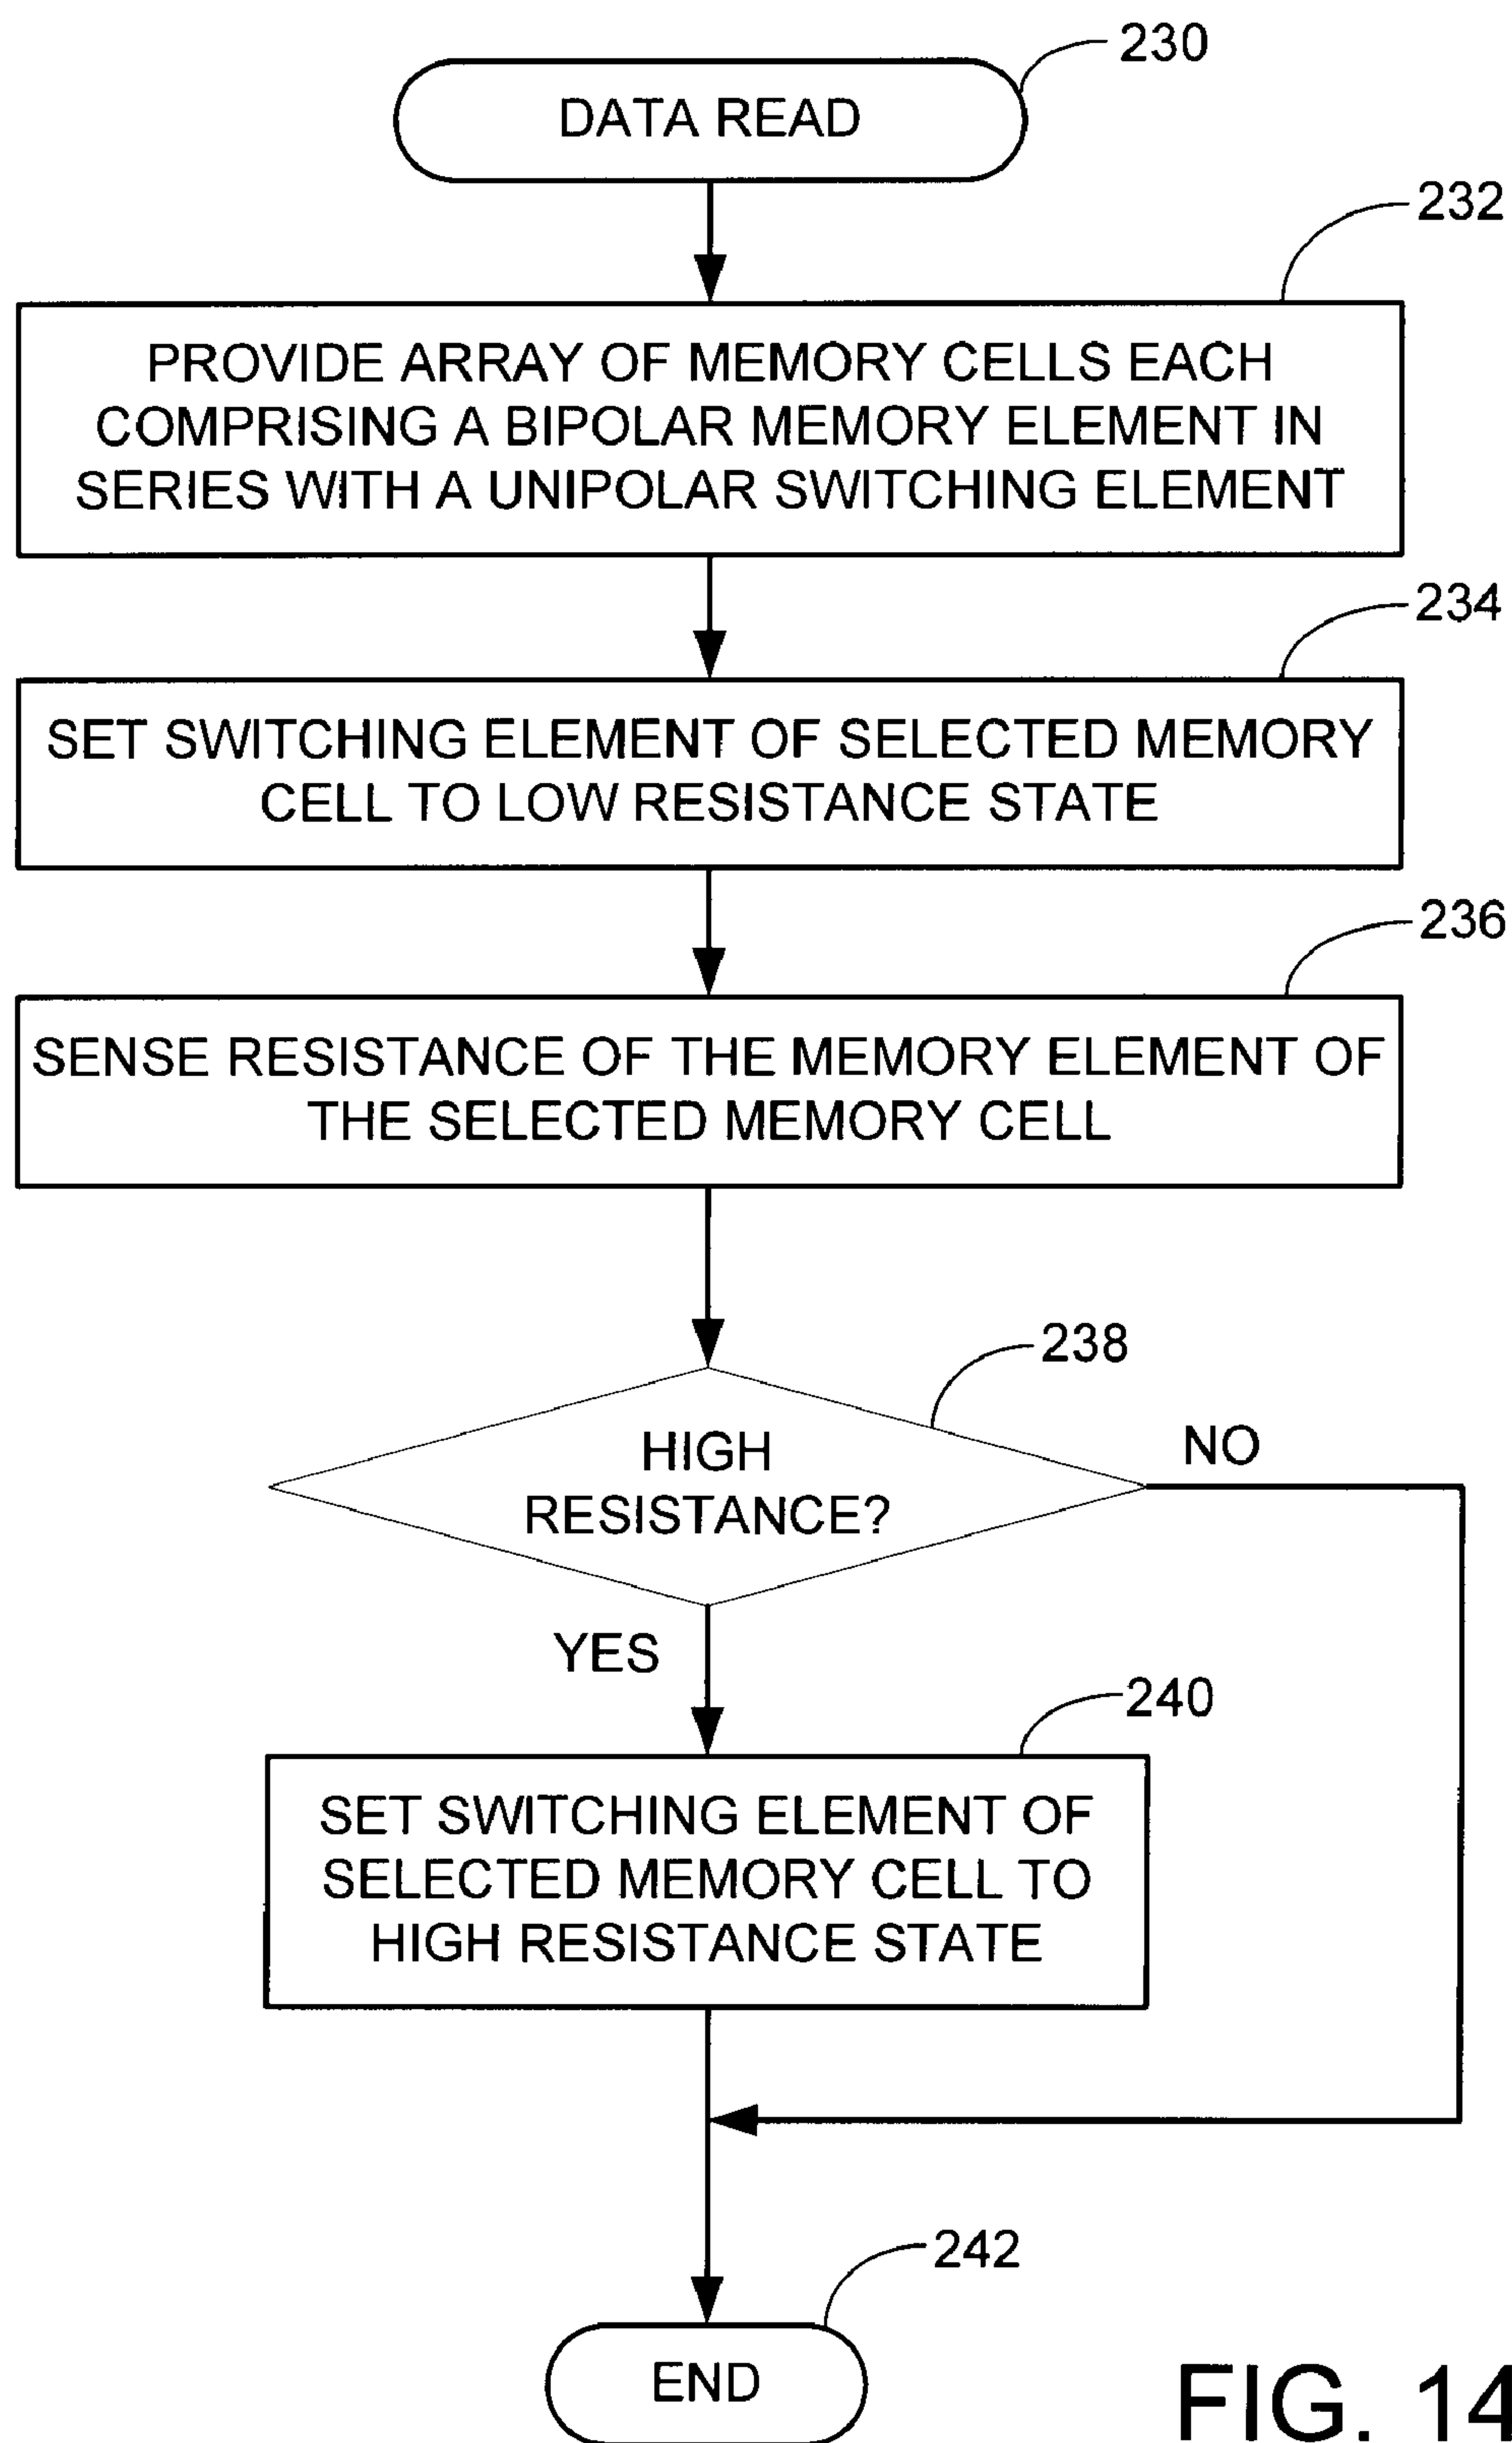 230
DATA READ
232
PROVIDE ARRAY OF MEMORY CELLS EACH
COMPRISING A BIPOLAR MEMORY ELEMENT IN
SERIES WITH A UNIPOLAR SWITCHING ELEMENT
234
SET SWITCHING ELEMENT OF SELECTED MEMORY
CELL TO LOW RESISTANCE STATE
236
SENSE RESISTANCE OF THE MEMORY ELEMENT OF
THE SELECTED MEMORY CELL
238
HIGH
RESISTANCE?
NO
YES
240
SET SWITCHING ELEMENT OF
SELECTED MEMORY CELL TO
HIGH RESISTANCE STATE
242
END
FIG. 14